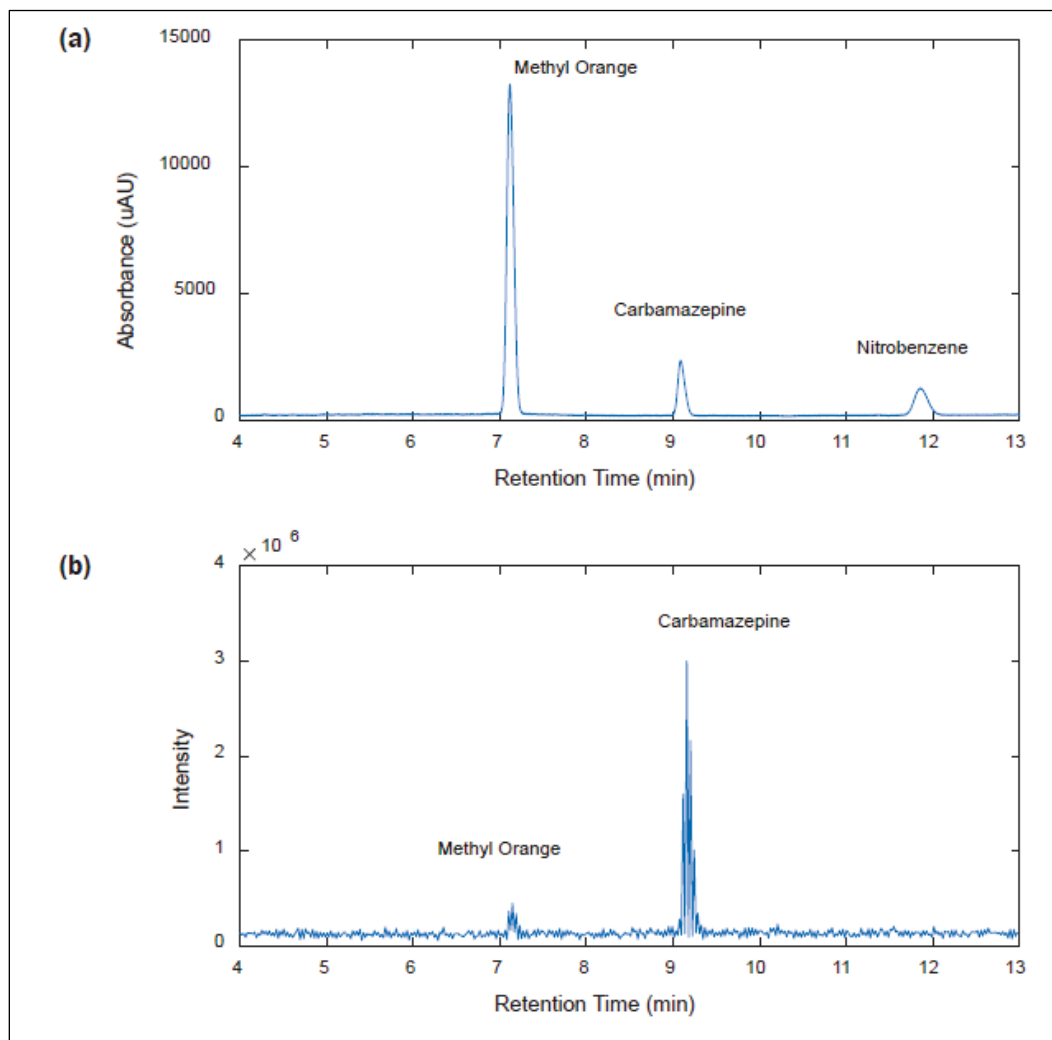 (a)
15000
Methyl Orange
10000
Absorbance (uAU)
5000
Carbamazepine
Nitrobenzene
0
4 5 6 7 8 9 10 11 12 13
Retention Time (min)
(b)
× 10 6
4
Carbamazepine
3
Intensity
2
Methyl Orange
1
0
4 5 6 7 8 9 10 11 12 13
Retention Time (min)